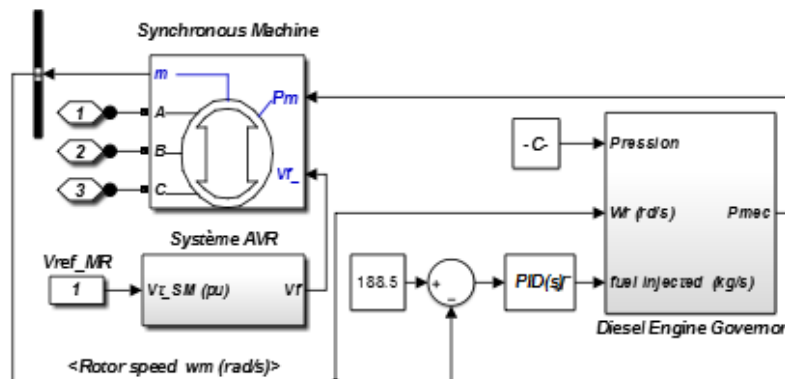 Synchronous Machine
m
Pm
1
A
2
B
3
C
Vf_
-C-
Pression
Wr (rd/s)
Pmec
Système AVR
Vref_MR
1
Vt_SM (pu)
Vf
188.5
+
−
PID(s)
fuel injected (kg/s)
Diesel Engine Governor
<Rotor speed wm (rad/s)>